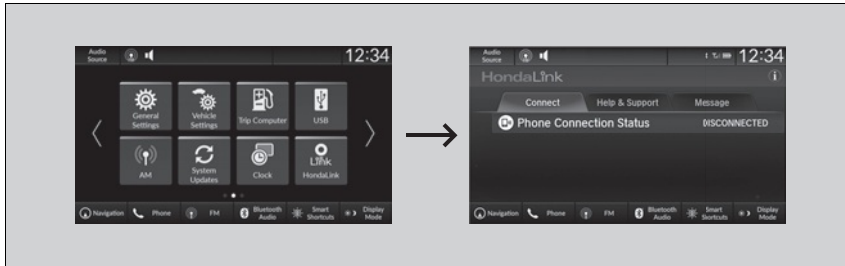 Audio
Source
12:34
General
Settings
Vehicle
Settings
Trip Computer
USB
AM
System
Updates
Clock
Link
HondaLink
Navigation
Phone
FM
Bluetooth
Audio
Smart
Shortcuts
Display
Mode
Audio
Source
12:34
HondaLink
Connect
Help & Support
Message
Phone Connection Status
DISCONNECTED
Navigation
Phone
FM
Bluetooth
Audio
Smart
Shortcuts
Display
Mode